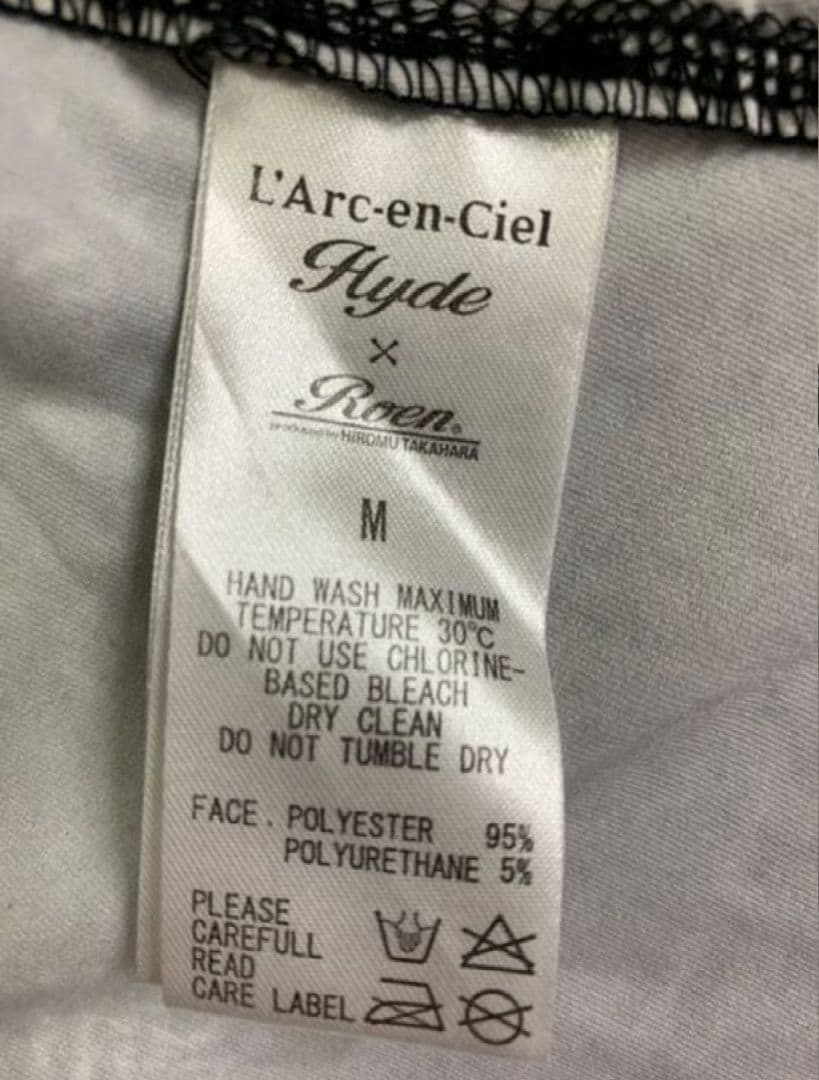 L'Arc-en-Ciel
Hyde
×
Roen®
produced by HIROMU TAKAHARA
M
HAND WASH MAXIMUM
TEMPERATURE 30℃
DO NOT USE CHLORINE-
BASED BLEACH
DRY CLEAN
DO NOT TUMBLE DRY
FACE. POLYESTER 95%
POLYURETHANE 5%
PLEASE
CAREFULL
READ
CARE LABEL